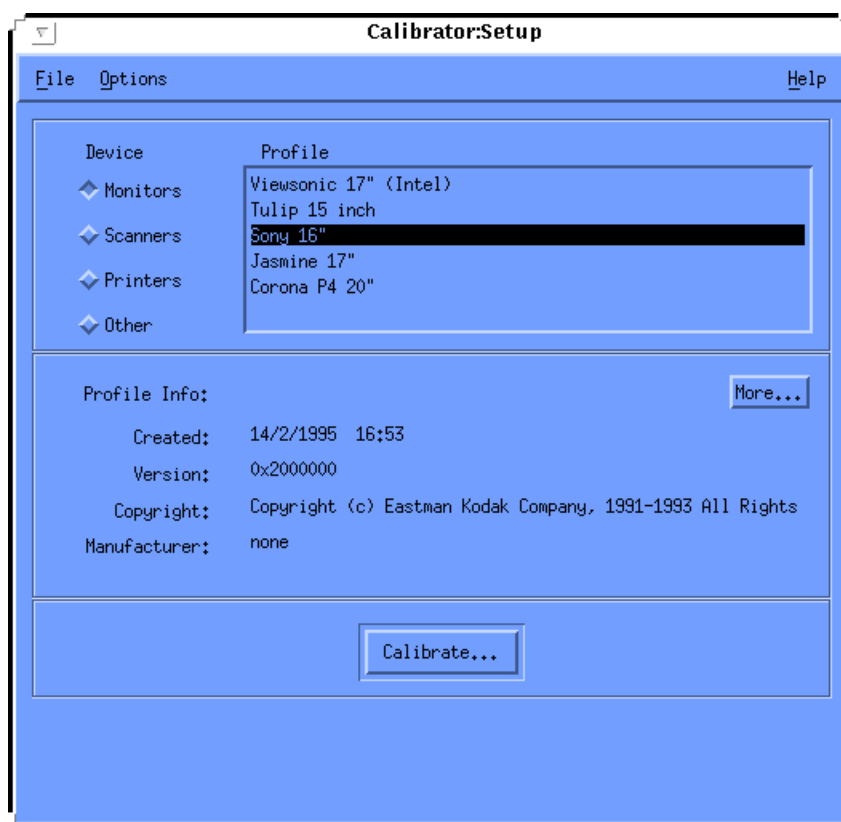 Calibrator:Setup
File Options Help
Device Profile
Monitors
Scanners
Printers
Other
Viewsonic 17" (Intel)
Tulip 15 inch
Sony 16"
Jasmine 17"
Corona P4 20"
Profile Info: More...
Created: 14/2/1995 16:53
Version: 0x2000000
Copyright: Copyright (c) Eastman Kodak Company, 1991-1993 All Rights
Manufacturer: none
Calibrate...